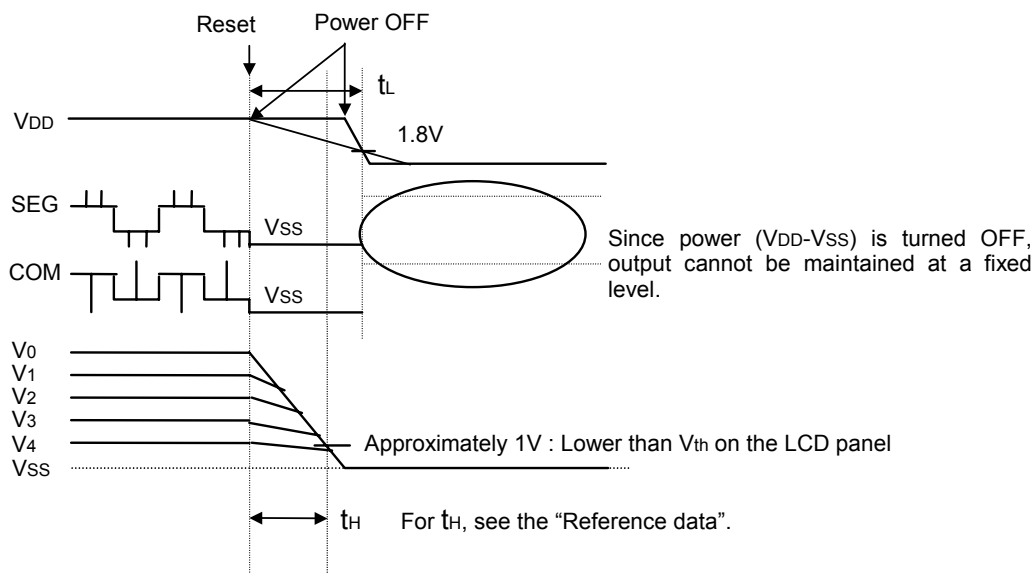 Reset
Power OFF
tL
VDD
1.8V
SEG
VSS
Since power (VDD-VSS) is turned OFF,
output cannot be maintained at a fixed
level.
COM
VSS
V0
V1
V2
V3
V4
Approximately 1V : Lower than Vth on the LCD panel
VSS
tH
For tH, see the “Reference data”.